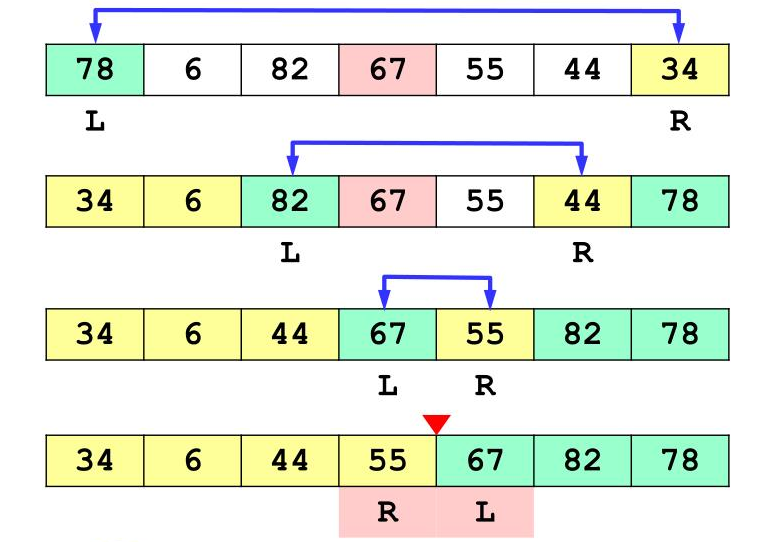 78 6 82 67 55 44 34
L R
34 6 82 67 55 44 78
L R
34 6 44 67 55 82 78
L R
34 6 44 55 67 82 78
R L